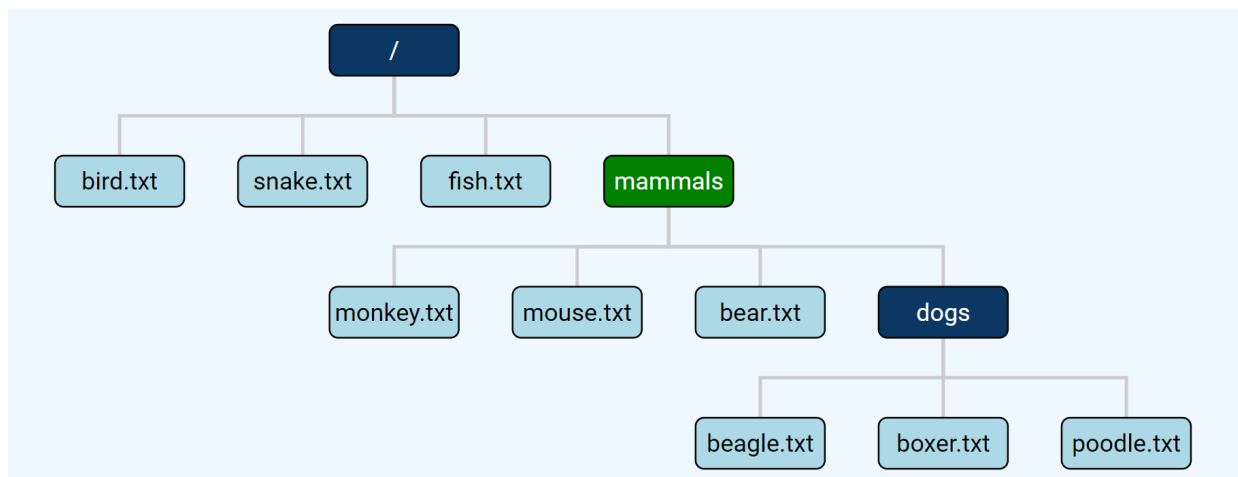 /
bird.txt
snake.txt
fish.txt
mammals
monkey.txt
mouse.txt
bear.txt
dogs
beagle.txt
boxer.txt
poodle.txt